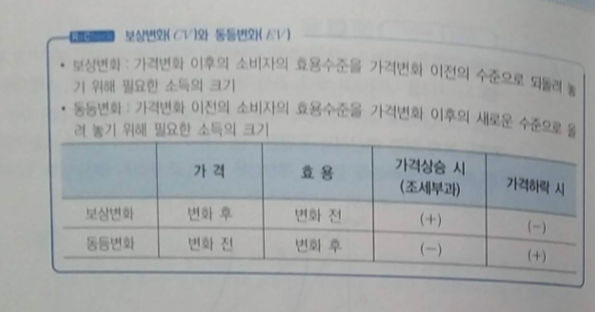 보상변화(CV)와 동등변화(EV)
• 보상변화 : 가격변화 이후의 소비자의 효용수준을 가격변화 이전의 수준으로 되돌려 놓
기 위해 필요한 소득의 크기
• 동등변화 : 가격변화 이전의 소비자의 효용수준을 가격변화 이후의 새로운 수준으로 올
려 놓기 위해 필요한 소득의 크기
가 격 효 용 가격상승 시 (조세부과) 가격하락 시
보상변화 변화 후 변화 전 (+) (−)
동등변화 변화 전 변화 후 (−) (+)